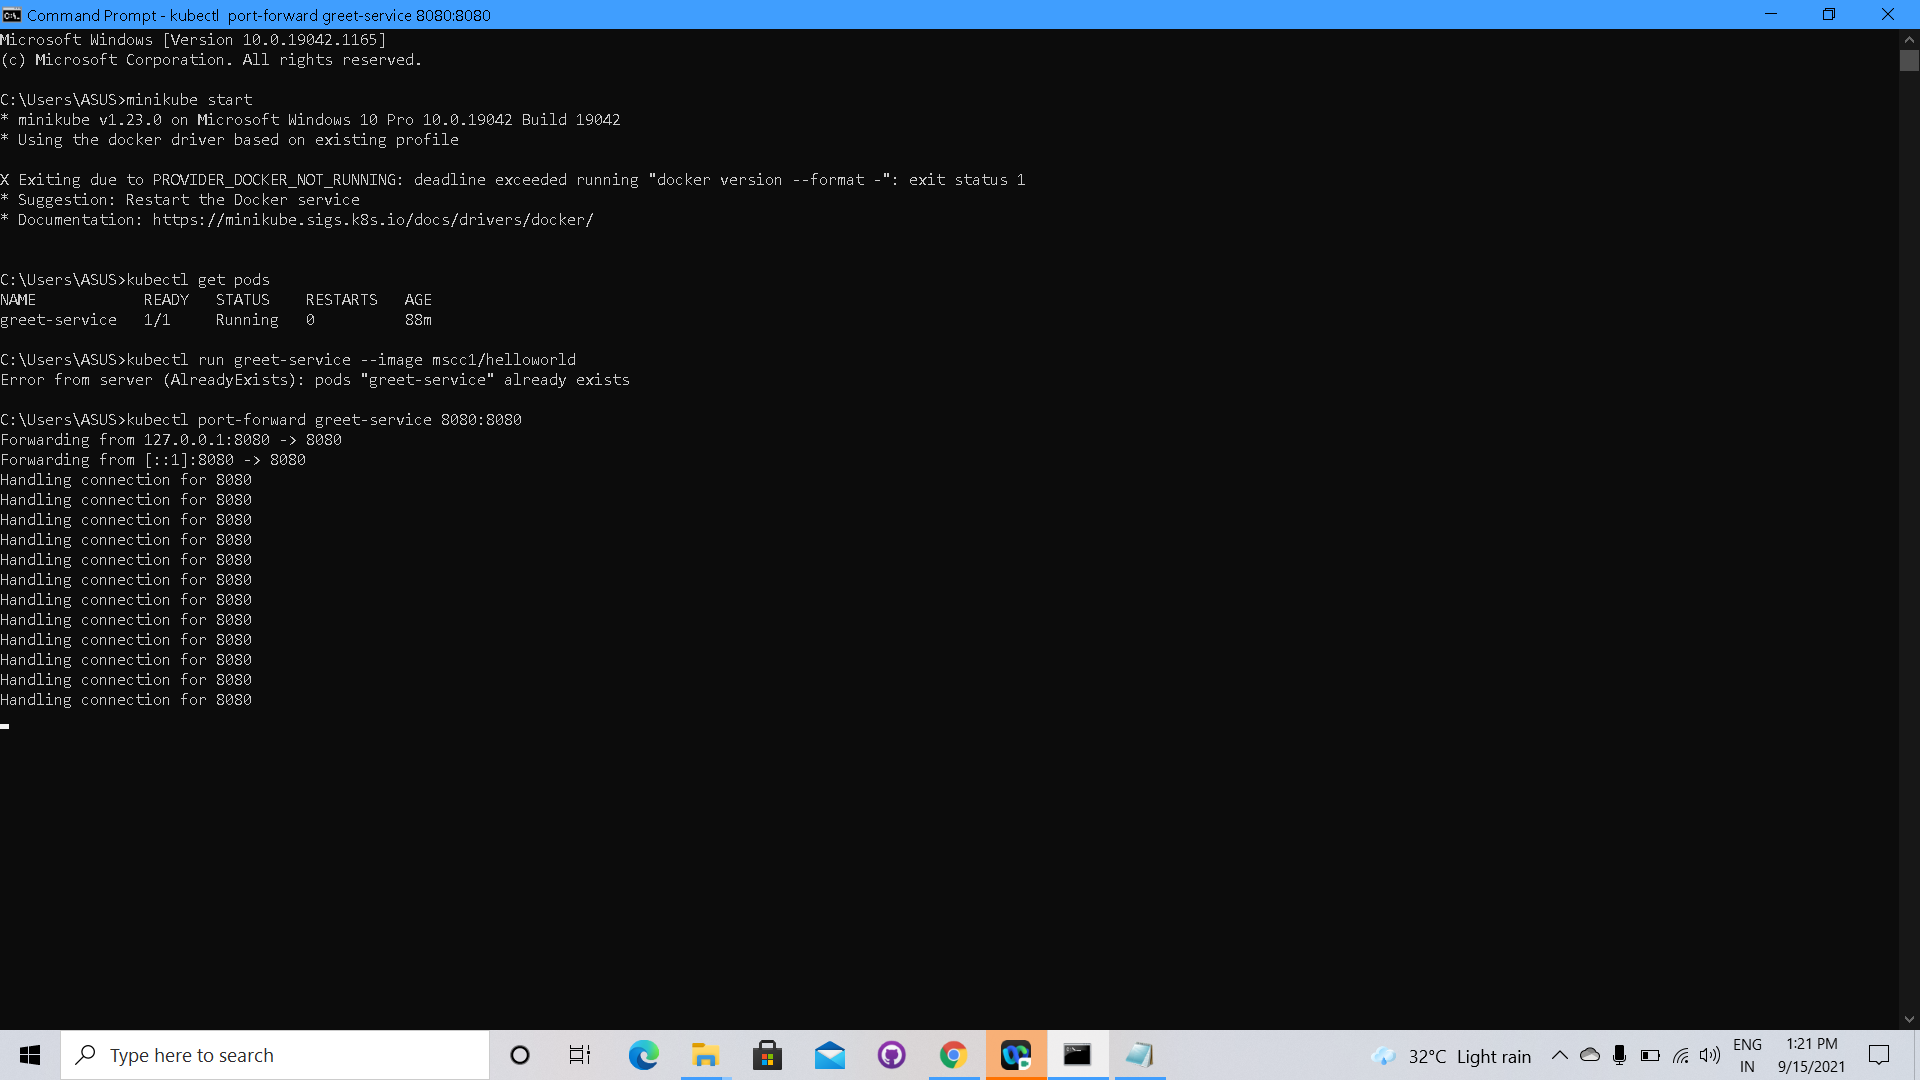 Command Prompt - kubectl  port-forward greet-service 8080:8080
Microsoft Windows [Version 10.0.19042.1165]
(c) Microsoft Corporation. All rights reserved.
C:\Users\ASUS>minikube start
* minikube v1.23.0 on Microsoft Windows 10 Pro 10.0.19042 Build 19042
* Using the docker driver based on existing profile
X Exiting due to PROVIDER_DOCKER_NOT_RUNNING: deadline exceeded running "docker version --format -": exit status 1
* Suggestion: Restart the Docker service
* Documentation: https://minikube.sigs.k8s.io/docs/drivers/docker/
C:\Users\ASUS>kubectl get pods
NAME            READY   STATUS    RESTARTS   AGE
greet-service   1/1     Running   0          88m
C:\Users\ASUS>kubectl run greet-service --image mscc1/helloworld
Error from server (AlreadyExists): pods "greet-service" already exists
C:\Users\ASUS>kubectl port-forward greet-service 8080:8080
Forwarding from 127.0.0.1:8080 -> 8080
Forwarding from [::1]:8080 -> 8080
Handling connection for 8080
Handling connection for 8080
Handling connection for 8080
Handling connection for 8080
Handling connection for 8080
Handling connection for 8080
Handling connection for 8080
Handling connection for 8080
Handling connection for 8080
Handling connection for 8080
Handling connection for 8080
Handling connection for 8080
Type here to search
32°C Light rain
ENG
IN
1:21 PM
9/15/2021